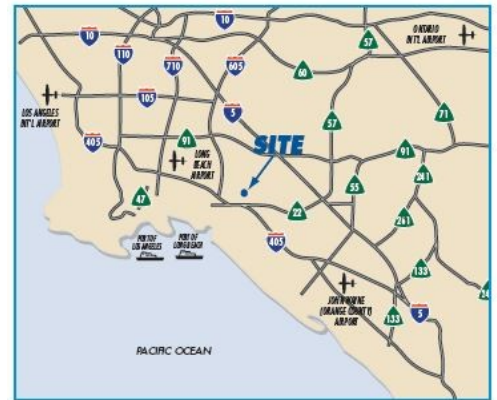 10
10
57
ONTARIO
INT'L AIRPORT
110
710
605
60
105
5
57
71
LOS ANGELES
INT'L AIRPORT
405
91
LONG
BEACH
AIRPORT
SITE
91
241
55
47
22
261
PORT OF
LOS ANGELES
PORT OF
LONG BEACH
405
133
JOHN WAYNE
(ORANGE COUNTY)
AIRPORT
133
5
PACIFIC OCEAN